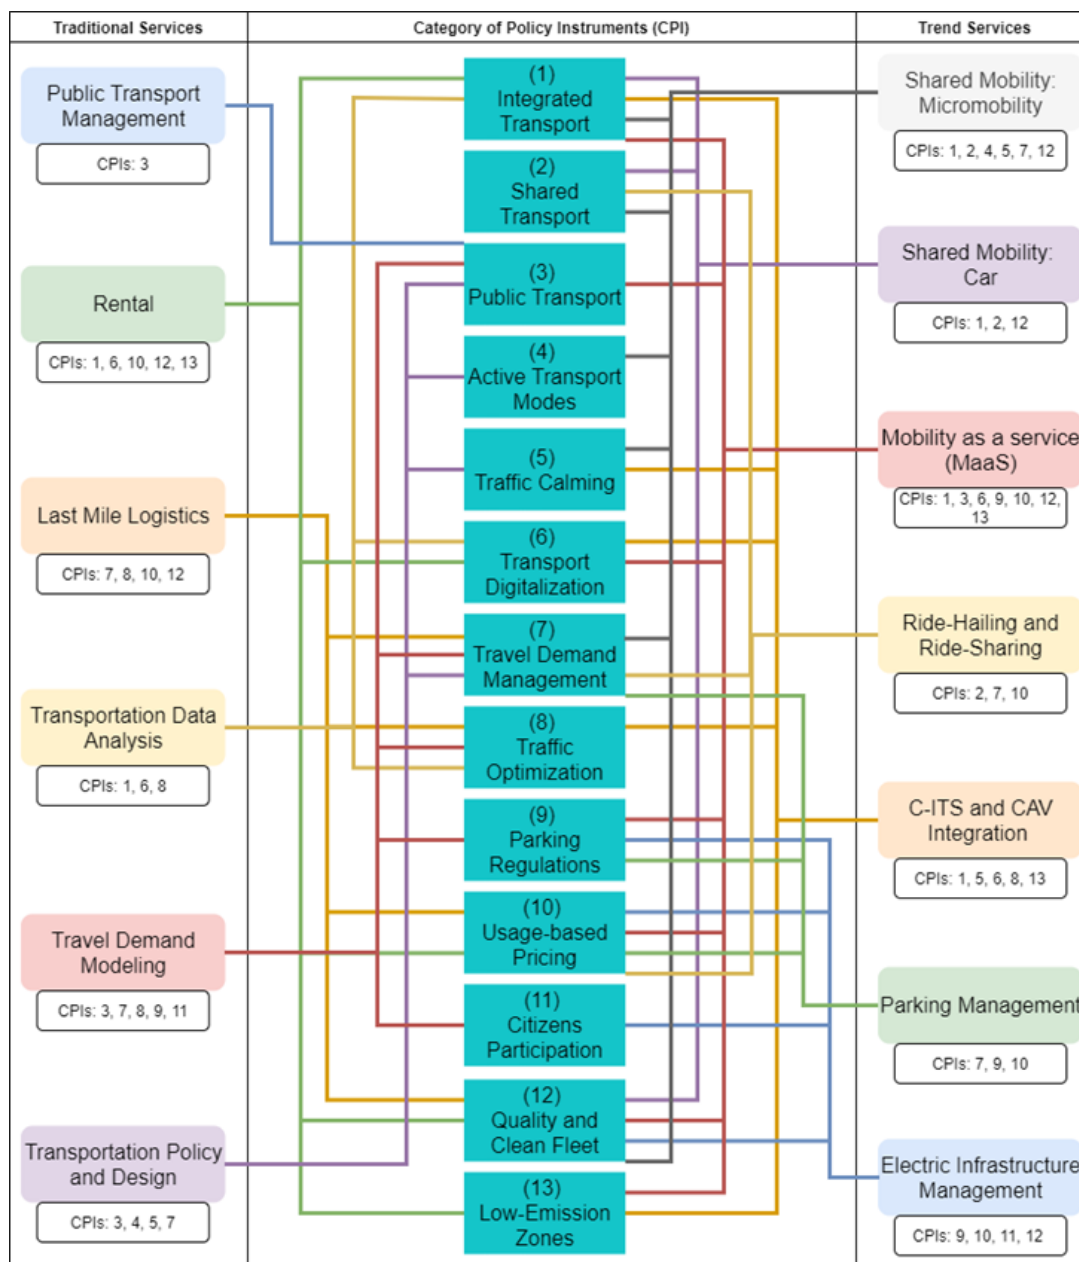 Traditional Services
Category of Policy Instruments (CPI)
Trend Services
Public Transport
Management
CPIs: 3
Rental
CPIs: 1, 6, 10, 12, 13
Last Mile Logistics
CPIs: 7, 8, 10, 12
Transportation Data
Analysis
CPIs: 1, 6, 8
Travel Demand
Modeling
CPIs: 3, 7, 8, 9, 11
Transportation Policy
and Design
CPIs: 3, 4, 5, 7
(1)
Integrated
Transport
(2)
Shared
Transport
(3)
Public Transport
(4)
Active Transport
Modes
(5)
Traffic Calming
(6)
Transport
Digitalization
(7)
Travel Demand
Management
(8)
Traffic
Optimization
(9)
Parking
Regulations
(10)
Usage-based
Pricing
(11)
Citizens
Participation
(12)
Quality and
Clean Fleet
(13)
Low-Emission
Zones
Shared Mobility:
Micromobility
CPIs: 1, 2, 4, 5, 7, 12
Shared Mobility:
Car
CPIs: 1, 2, 12
Mobility as a service
(MaaS)
CPIs: 1, 3, 6, 9, 10, 12,
13
Ride-Hailing and
Ride-Sharing
CPIs: 2, 7, 10
C-ITS and CAV
Integration
CPIs: 1, 5, 6, 8, 13
Parking Management
CPIs: 7, 9, 10
Electric Infrastructure
Management
CPIs: 9, 10, 11, 12